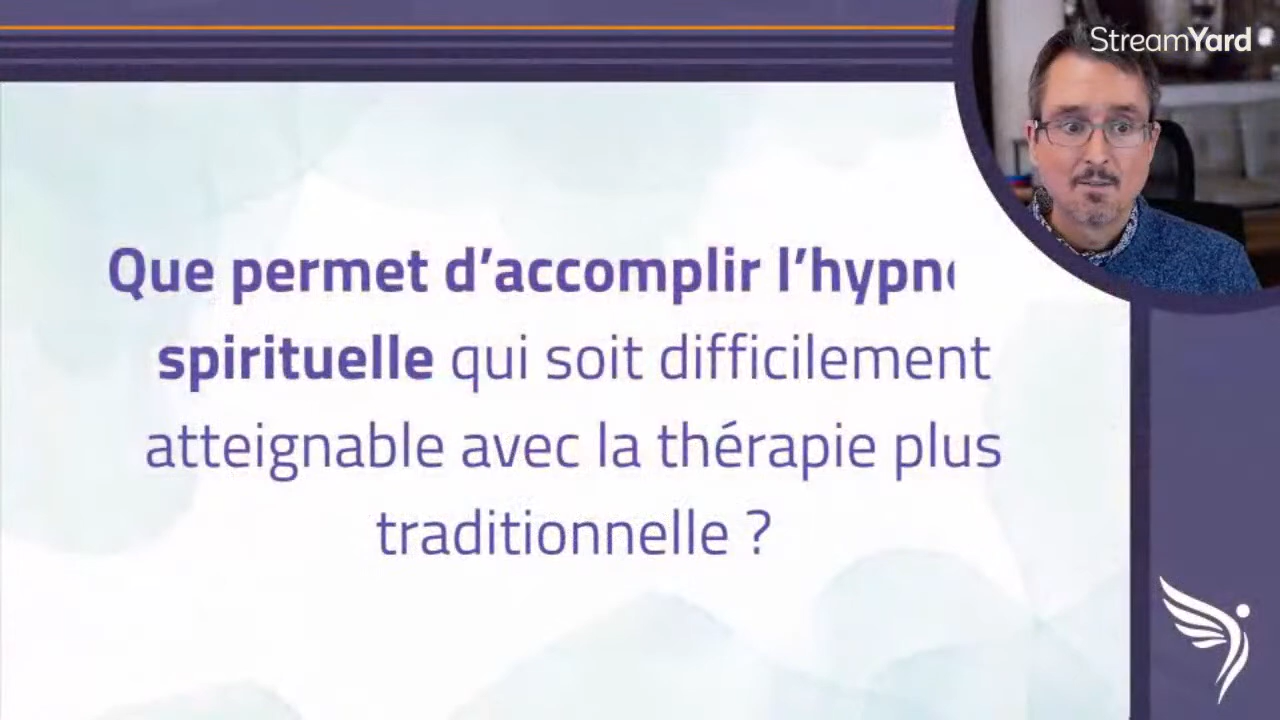 StreamYard
Que permet d’accomplir l’hypn
spirituelle qui soit difficilement
atteignable avec la thérapie plus
traditionnelle ?